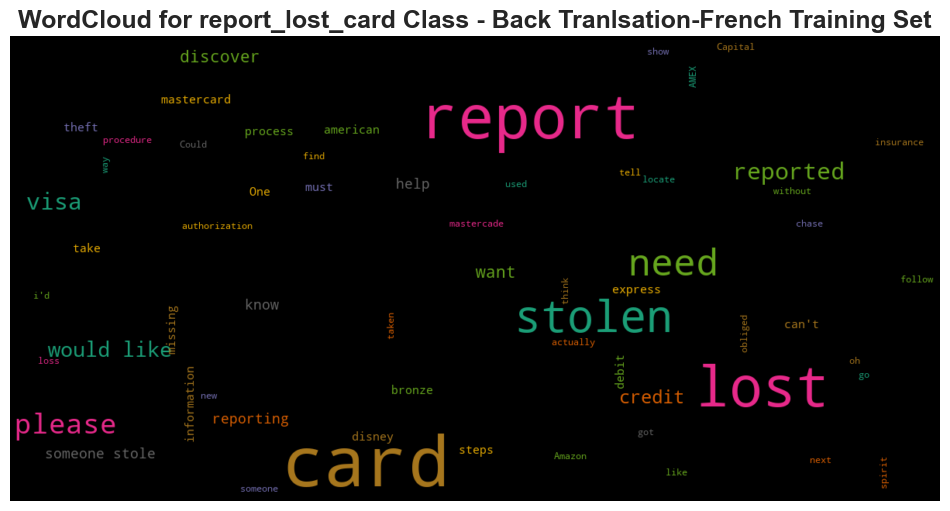 WordCloud for report_lost_card Class - Back Tranlsation-French Training Set
Capital
show
discover
AMEX
mastercard
report
theft
process
american
procedure
Could
insurance
find
way
reported
tell
locate
help
used
must
One
without
visa
mastercade
chase
authorization
take
need
want
follow
think
express
i'd
know
stolen
can't
missing
taken
obliged
actually
would like
loss
oh
debit
go
lost
bronze
new
credit
information
reporting
please
got
disney
steps
someone stole
card
Amazon
next
like
spirit
someone